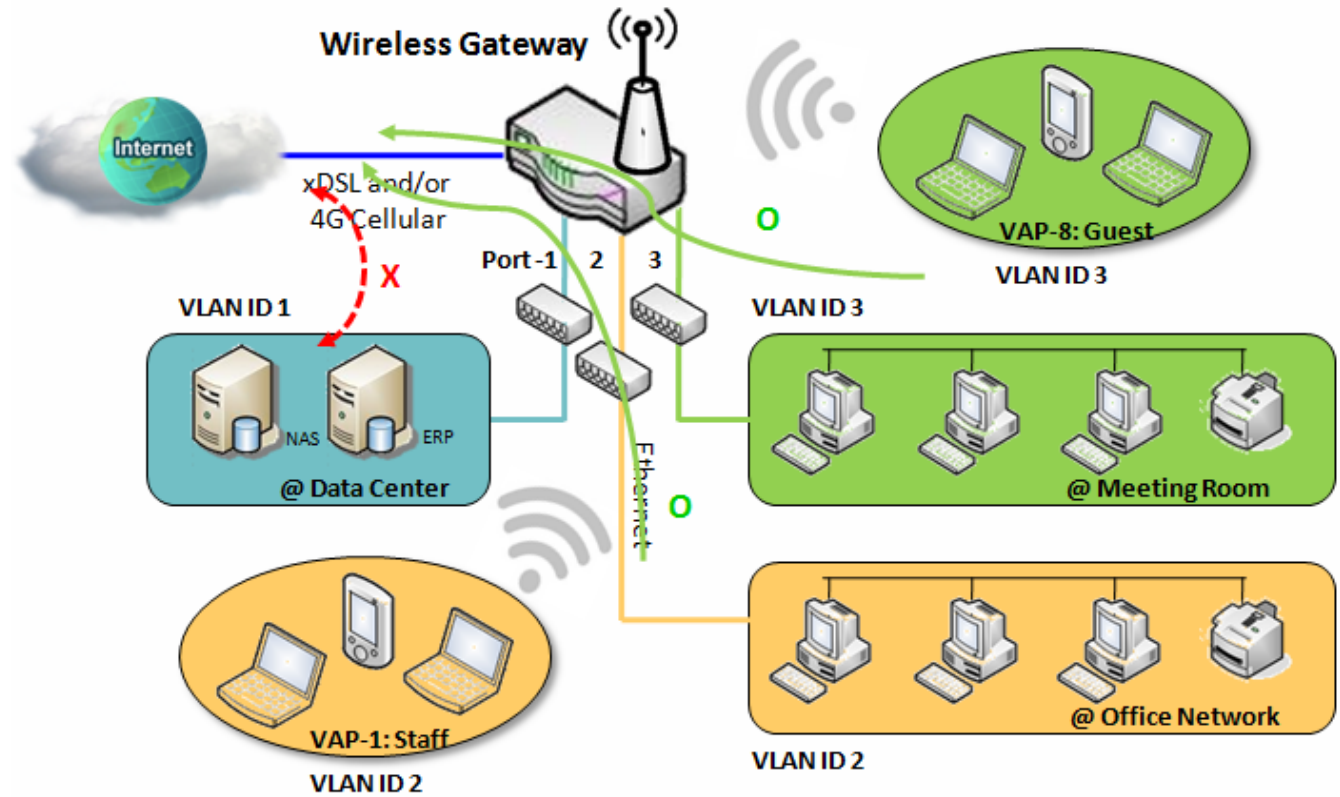 Wireless Gateway
Internet
xDSL and/or
4G Cellular
O
VAP-8: Guest
VLAN ID 3
Port -1 2 3
X
VLAN ID 1
VLAN ID 3
NAS
ERP
@ Data Center
@ Meeting Room
Ethernet
O
VAP-1: Staff
VLAN ID 2
@ Office Network
VLAN ID 2